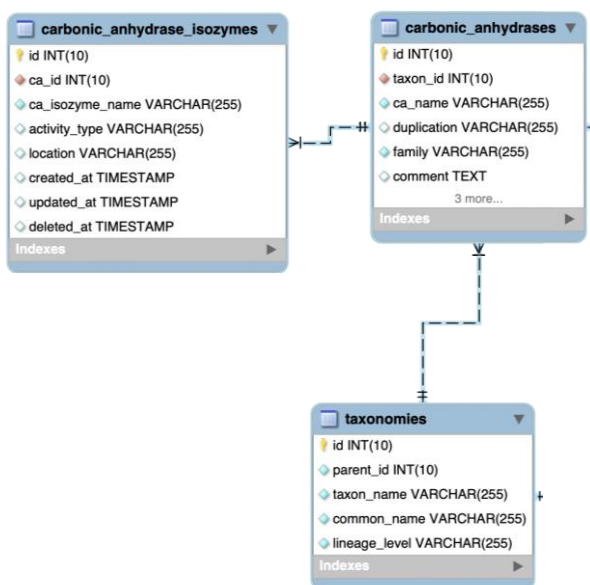 carbonic_anhydrase_isozymes
id INT(10)
ca_id INT(10)
ca_isozyme_name VARCHAR(255)
activity_type VARCHAR(255)
location VARCHAR(255)
created_at TIMESTAMP
updated_at TIMESTAMP
deleted_at TIMESTAMP
Indexes
carbonic_anhydrases
id INT(10)
taxon_id INT(10)
ca_name VARCHAR(255)
duplication VARCHAR(255)
family VARCHAR(255)
comment TEXT
3 more...
Indexes
taxonomies
id INT(10)
parent_id INT(10)
taxon_name VARCHAR(255)
common_name VARCHAR(255)
lineage_level VARCHAR(255)
Indexes